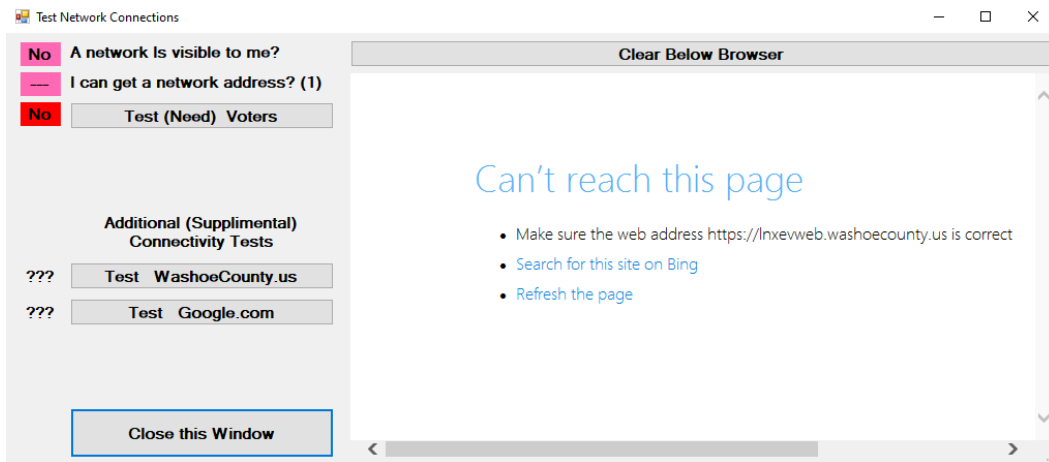 Test Network Connections
No A network Is visible to me?
--- I can get a network address? (1)
No Test (Need) Voters
Additional (Supplimental)
Connectivity Tests
??? Test WashoeCounty.us
??? Test Google.com
Close this Window
Clear Below Browser
Can't reach this page
• Make sure the web address https://lnxevweb.washoecounty.us is correct
• Search for this site on Bing
• Refresh the page